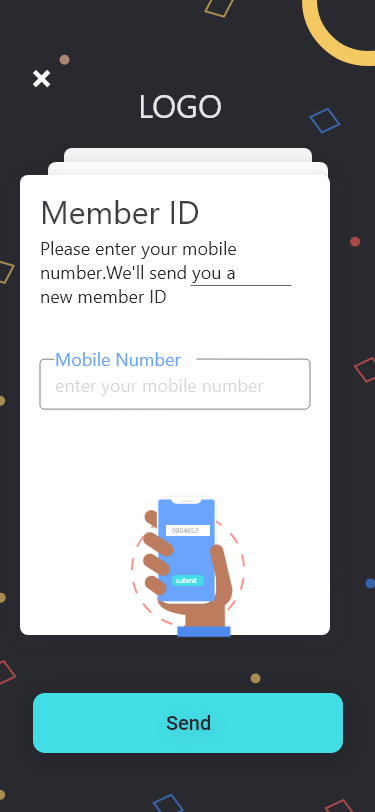 LOGO
Member ID
Please enter your mobile
number.We'll send you a
new member ID
Mobile Number
enter your mobile number
9804652
submit
Send